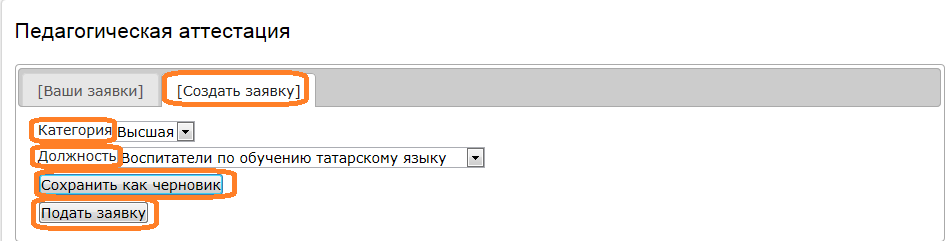 Педагогическая аттестация
[Ваши заявки] [Создать заявку]
Категория Высшая
Должность Воспитатели по обучению татарскому языку
Сохранить как черновик
Подать заявку